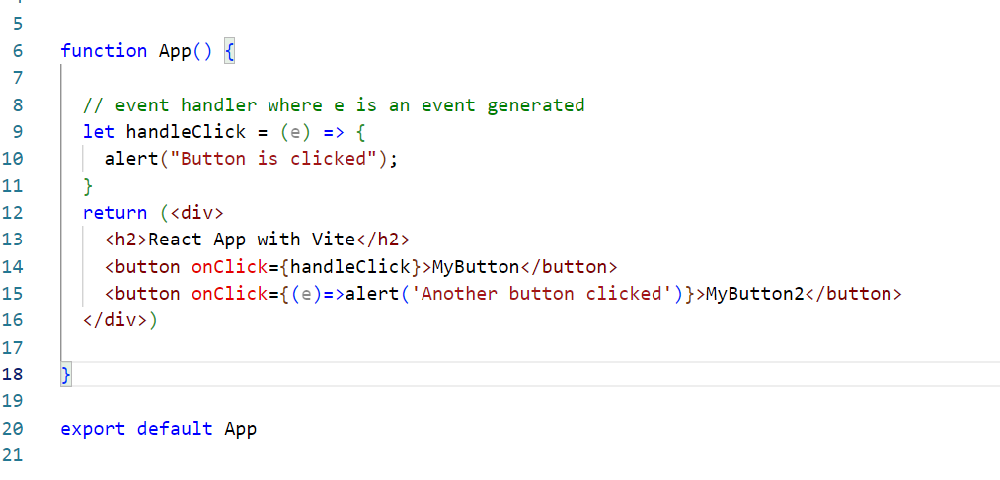 5
6 function App() {
7
8 // event handler where e is an event generated
9 let handleClick = (e) => {
10 alert("Button is clicked");
11 }
12 return (<div>
13 <h2>React App with Vite</h2>
14 <button onClick={handleClick}>MyButton</button>
15 <button onClick={(e)=>alert('Another button clicked')}>MyButton2</button>
16 </div>)
17
18 }
19
20 export default App
21